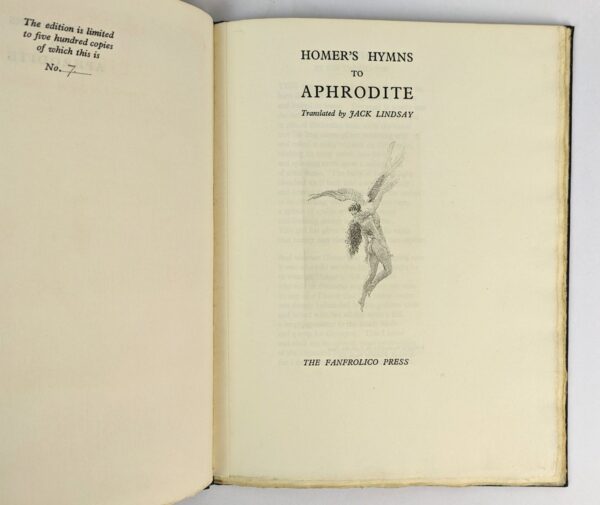 The edition is limited
to five hundred copies
of which this is
No. 7
HOMER'S HYMNS
TO
APHRODITE
Translated by JACK LINDSAY
THE FANFROLICO PRESS